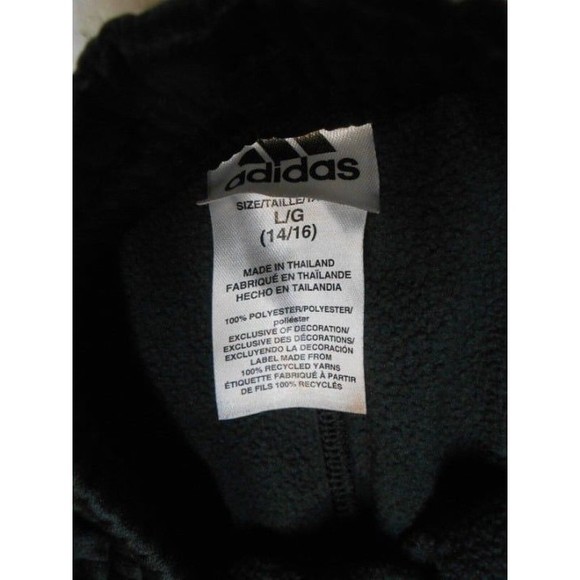 adidas
SIZE/TAILLE/
L/G
(14/16)
MADE IN THAILAND
FABRIQUÉ EN THAÏLANDE
HECHO EN TAILANDIA
100% POLYESTER/POLYESTER/
poliéster
EXCLUSIVE OF DECORATION/
EXCLUSIVE DES DÉCORATIONS/
EXCLUYENDO LA DECORACIÓN
LABEL MADE FROM
100% RECYCLED YARNS
ÉTIQUETTE FABRIQUÉ À PARTIR
DE FILS 100% RECYCLÉS